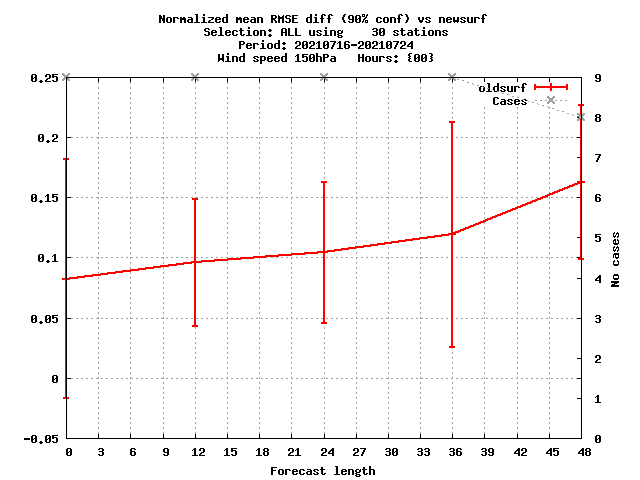 Normalized mean RMSE diff (90% conf) vs newsurf
Selection: ALL using    30 stations
Period: 20210716-20210724
Wind speed 150hPa   Hours: {00}
oldsurf
Cases
0.25
0.2
0.15
0.1
0.05
0
-0.05
9
8
7
6
5
4
3
2
1
0
No cases
0 3 6 9 12 15 18 21 24 27 30 33 36 39 42 45 48
Forecast length